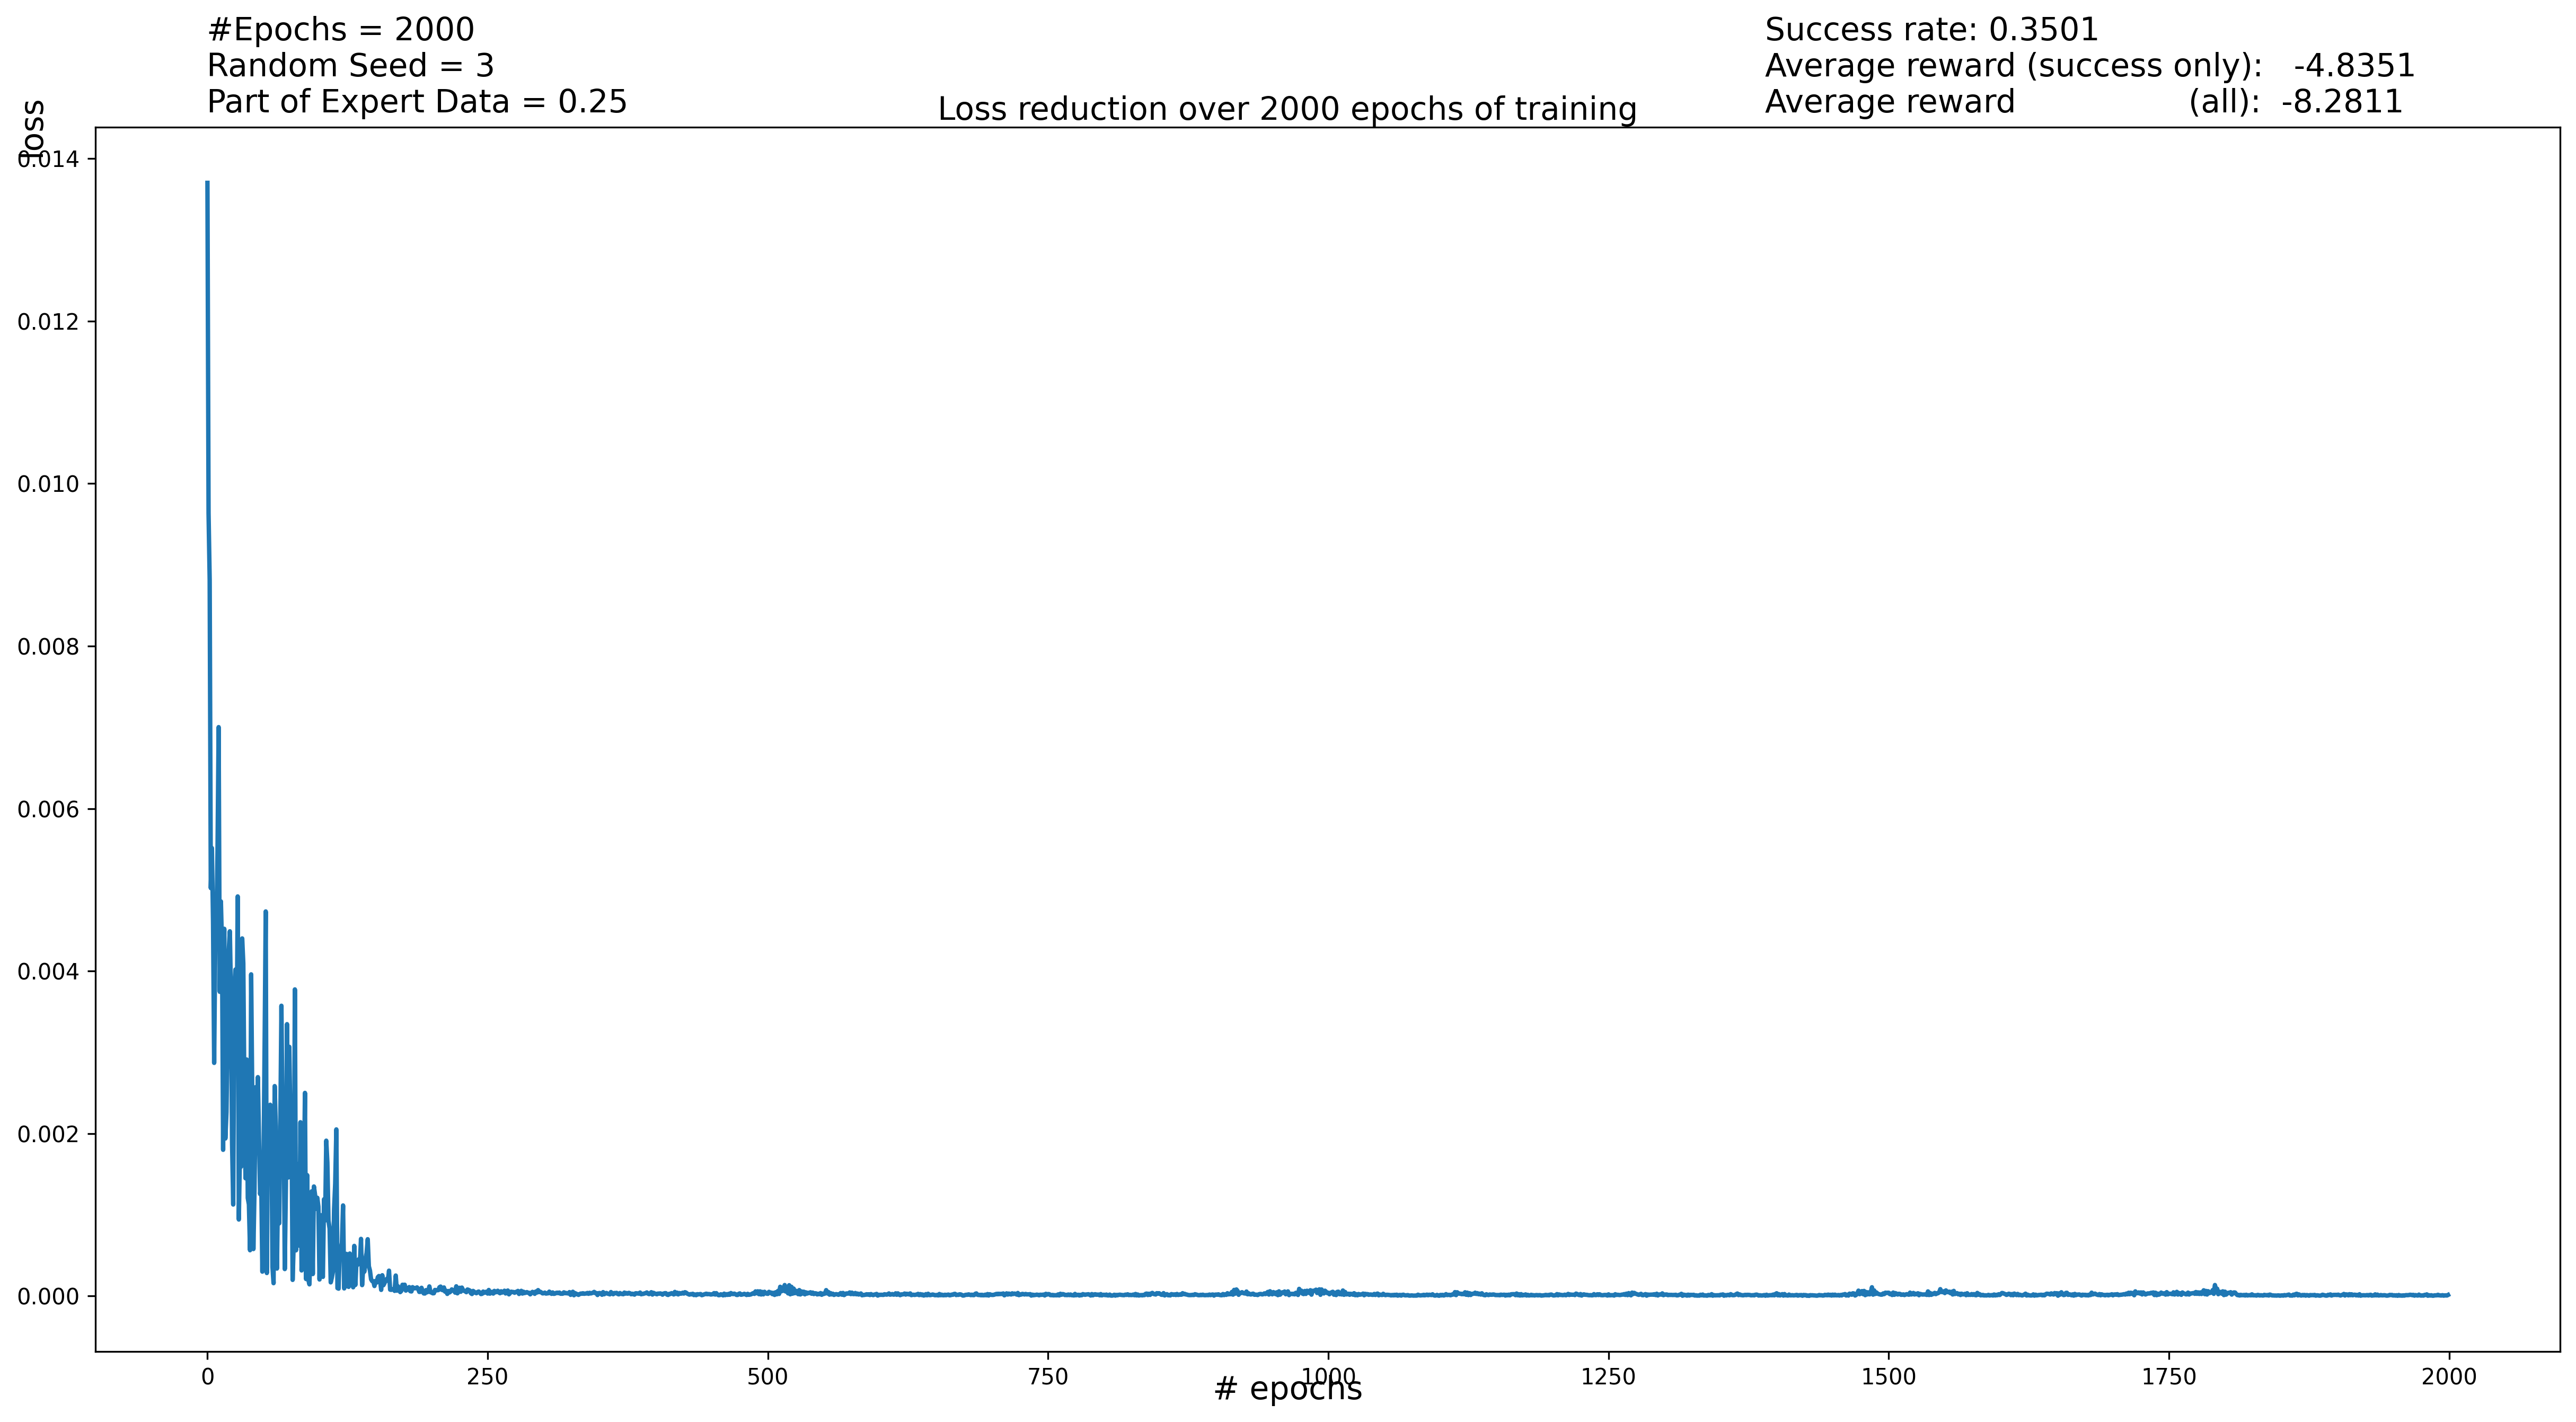 #Epochs = 2000
Random Seed = 3
Part of Expert Data = 0.25
Success rate: 0.3501
Average reward (success only): -4.8351
Average reward (all): -8.2811
Loss reduction over 2000 epochs of training
loss
0.014
0.012
0.010
0.008
0.006
0.004
0.002
0.000
0 250 500 750 1000 1250 1500 1750 2000
# epochs